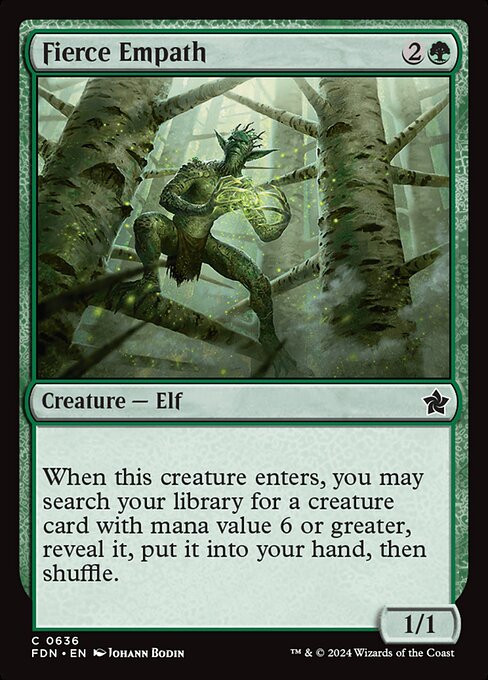 Fierce Empath 2
Creature — Elf
When this creature enters, you may
search your library for a creature
card with mana value 6 or greater,
reveal it, put it into your hand, then
shuffle.
1/1
C 0636
FDN • EN Johann Bodin
™ & © 2024 Wizards of the Coast